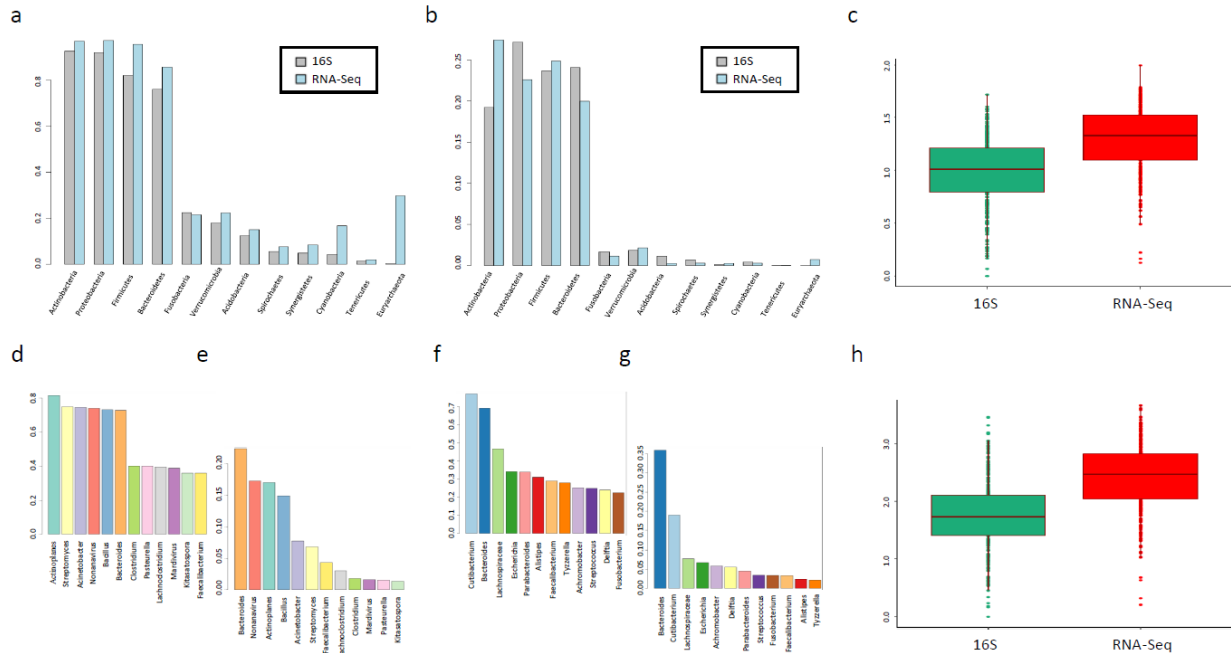 a
0.0
0.2
0.4
0.6
0.8
16S
RNA-Seq
Actinobacteria
Proteobacteria
Firmicutes
Bacteroidetes
Fusobacteria
Verrucomicrobia
Acidobacteria
Spirochaetes
Synergistetes
Cyanobacteria
Tenericutes
Euryarchaeota
b
0.00
0.05
0.10
0.15
0.20
0.25
16S
RNA-Seq
Actinobacteria
Proteobacteria
Firmicutes
Bacteroidetes
Fusobacteria
Verrucomicrobia
Acidobacteria
Spirochaetes
Synergistetes
Cyanobacteria
Tenericutes
Euryarchaeota
c
2.0
1.5
1.0
0.5
0.0
16S
RNA-Seq
d
0.0
0.2
0.4
0.6
0.8
Actinoplanes
Streptomyces
Acinetobacter
Nonanavirus
Bacillus
Bacteroides
Clostridium
Pasteurella
Lachnoclostridium
Mardivirus
Kitasatospora
Faecalibacterium
e
0.00
0.05
0.10
0.15
0.20
Bacteroides
Nonanavirus
Actinoplanes
Bacillus
Acinetobacter
Streptomyces
Faecalibacterium
Lachnoclostridium
Clostridium
Mardivirus
Pasteurella
Kitasatospora
f
0.0
0.1
0.2
0.3
0.4
0.5
0.6
0.7
Cutibacterium
Bacteroides
Lachnospiraceae
Escherichia
Parabacteroides
Alistipes
Faecalibacterium
Tyzzerella
Achromobacter
Streptococcus
Delftia
Fusobacterium
g
0.00
0.05
0.10
0.15
0.20
0.25
0.30
0.35
Bacteroides
Cutibacterium
Lachnospiraceae
Escherichia
Achromobacter
Delftia
Parabacteroides
Streptococcus
Fusobacterium
Faecalibacterium
Alistipes
Tyzzerella
h
3.0
2.0
1.0
0.0
16S
RNA-Seq